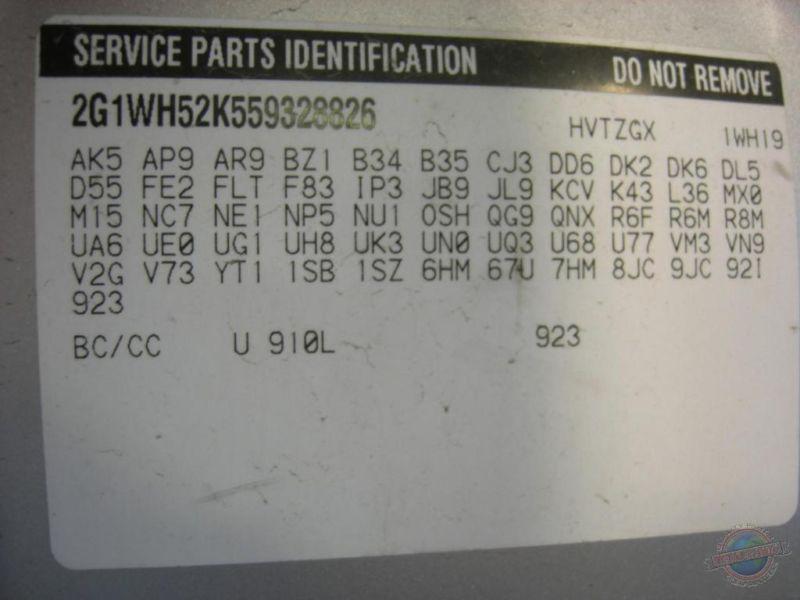 SERVICE PARTS IDENTIFICATION DO NOT REMOVE
2G1WH52K559328826 HVTZGX 1WH19
AK5 AP9 AR9 BZ1 B34 B35 CJ3 DD6 DK2 DK6 DL5
D55 FE2 FLT F83 IP3 JB9 JL9 KCV K43 L36 MX0
M15 NC7 NE1 NP5 NU1 OSH QG9 QNX R6F R6M R8M
UA6 UE0 UG1 UH8 UK3 UN0 UQ3 U68 U77 VM3 VN9
V2G V73 YT1 1SB 1SZ 6HM 67U 7HM 8JC 9JC 92I
923
BC/CC U 910L 923